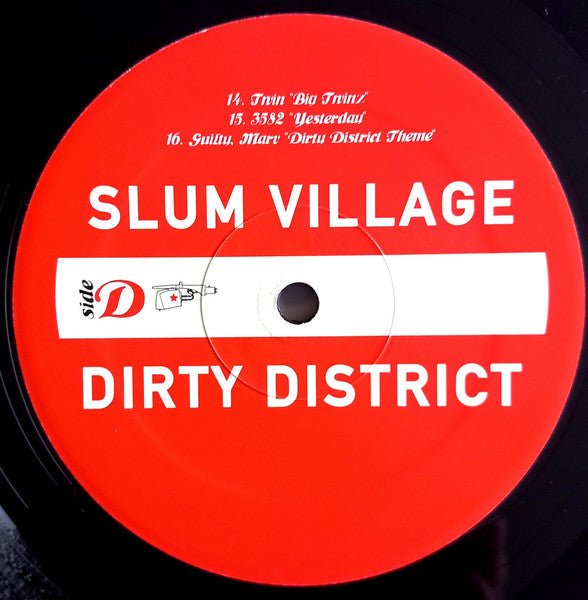 14. Twin "Big Twinz"
15. 3582 "Yesterday"
16. Guilty, Marv "Dirty District Theme"
SLUM VILLAGE
side D
DIRTY DISTRICT